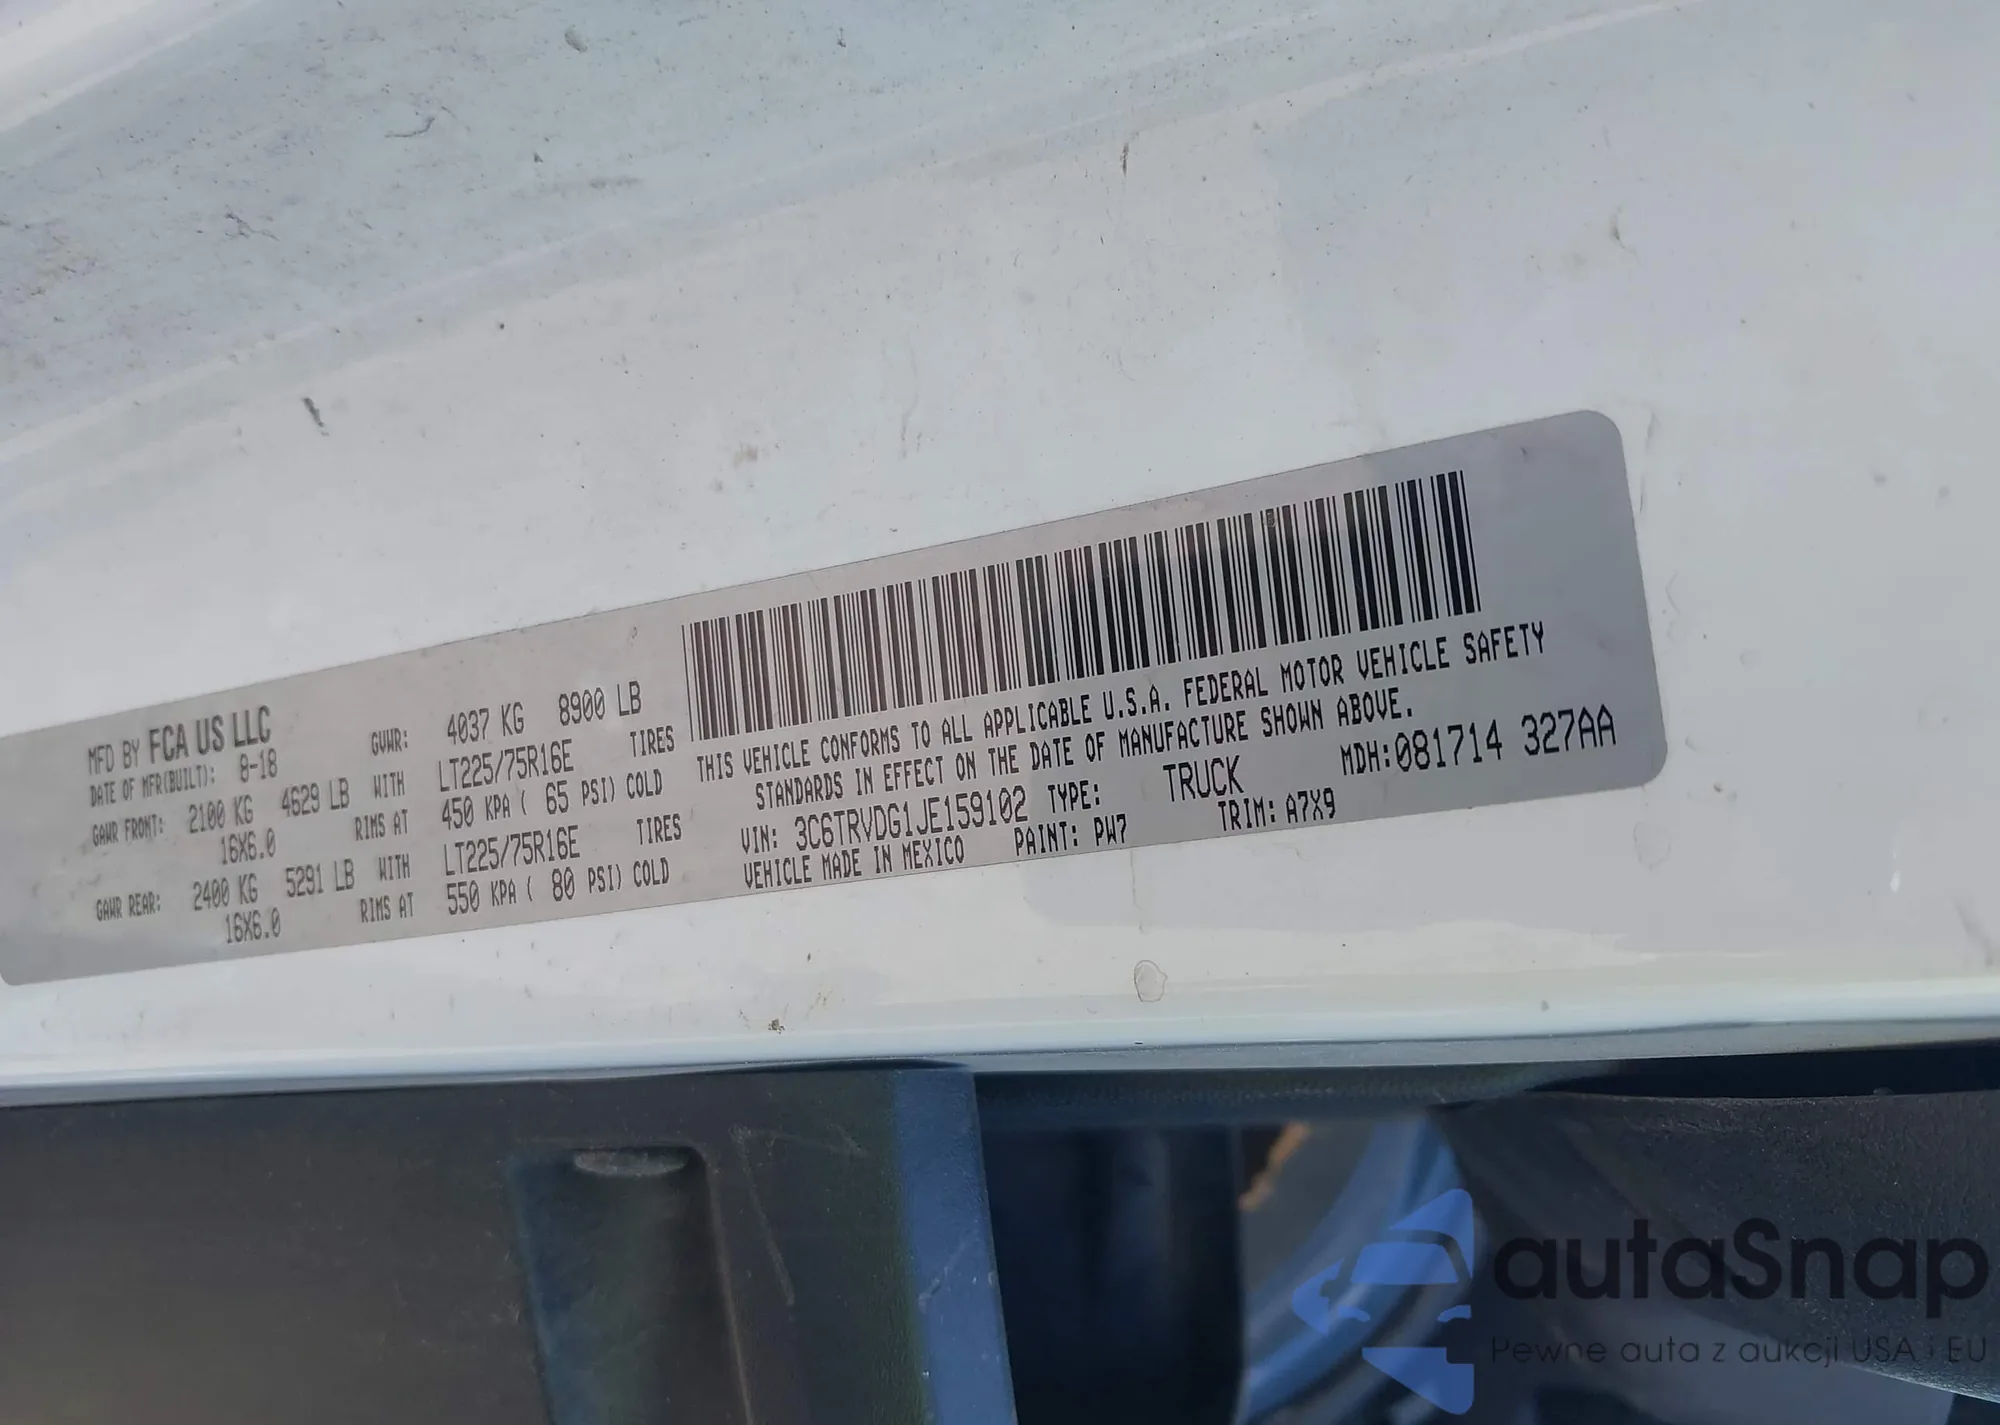 MFD BY FCA US LLC
DATE OF MFR(BUILT): 8-18 GVWR: 4037 KG 8900 LB
GAWR FRONT: 2100 KG 4629 LB WITH LT225/75R16E TIRES
16X6.0 RIMS AT 450 KPA ( 65 PSI) COLD
GAWR REAR: 2400 KG 5291 LB WITH LT225/75R16E TIRES
16X6.0 RIMS AT 550 KPA ( 80 PSI) COLD
THIS VEHICLE CONFORMS TO ALL APPLICABLE U.S.A. FEDERAL MOTOR VEHICLE SAFETY
STANDARDS IN EFFECT ON THE DATE OF MANUFACTURE SHOWN ABOVE.
VIN: 3C6TRVDG1JE159102 TYPE: TRUCK MDH:081714 327AA
VEHICLE MADE IN MEXICO PAINT: PW7 TRIM: A7X9
autaSnap
Pewne auta z aukcji USA i EU